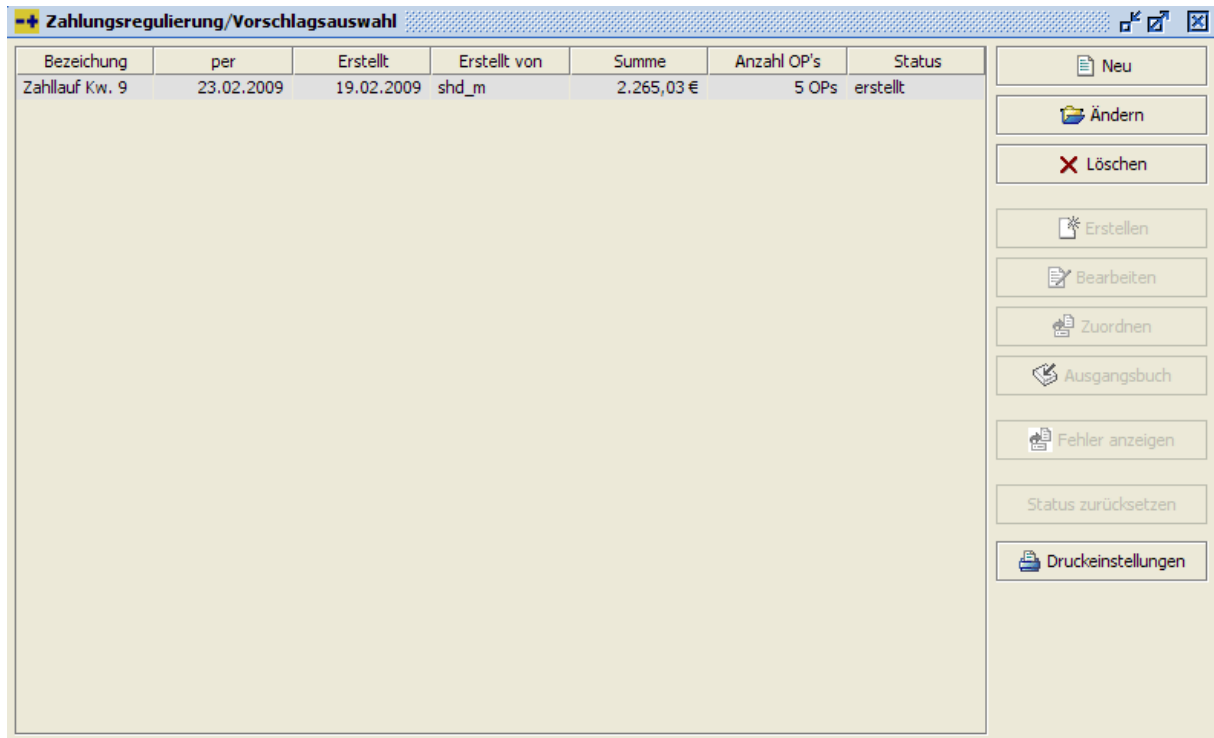 Zahlungsregulierung/Vorschlagsauswahl
Bezeichung per Erstellt Erstellt von Summe Anzahl OP's Status
Zahllauf Kw. 9 23.02.2009 19.02.2009 shd_m 2.265,03 € 5 OPs erstellt
Neu
Ändern
Löschen
Erstellen
Bearbeiten
Zuordnen
Ausgangsbuch
Fehler anzeigen
Status zurücksetzen
Druckeinstellungen